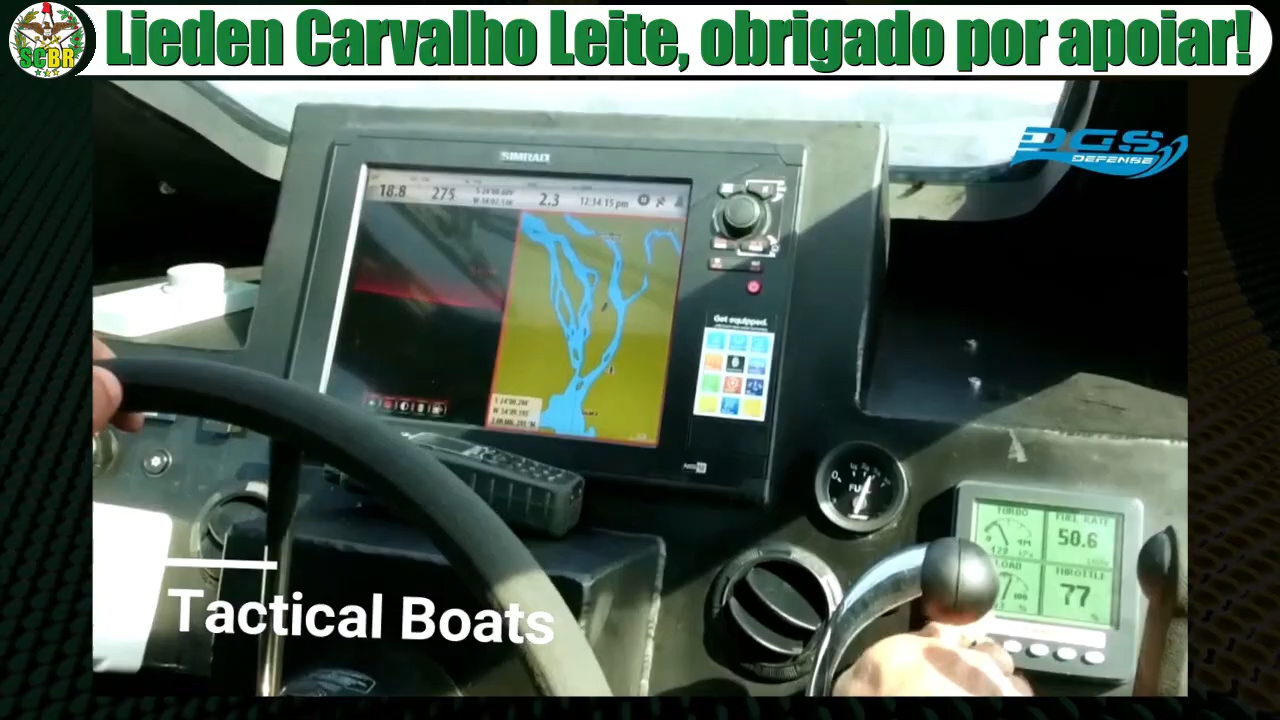 Lieden Carvalho Leite, obrigado por apoiar!
SCBR
DGS
DEFENSE
SIMRAD
18.8 275 2.3 12:34:15 pm
Get equipped.
FUEL
TURBO FUEL RATE
50.6
LOAD THROTTLE
77
Tactical Boats